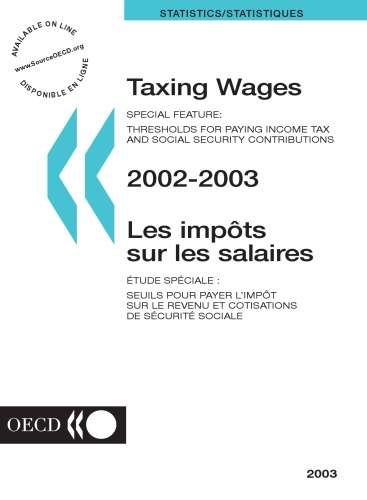 STATISTICS/STATISTIQUES
AVAILABLE ON LINE
www.SourceOECD.org
DISPONIBLE EN LIGNE
Taxing Wages
SPECIAL FEATURE:
THRESHOLDS FOR PAYING INCOME TAX
AND SOCIAL SECURITY CONTRIBUTIONS
2002-2003
Les impôts
sur les salaires
ÉTUDE SPÉCIALE :
SEUILS POUR PAYER L'IMPÔT
SUR LE REVENU ET COTISATIONS
DE SÉCURITÉ SOCIALE
OECD
2003